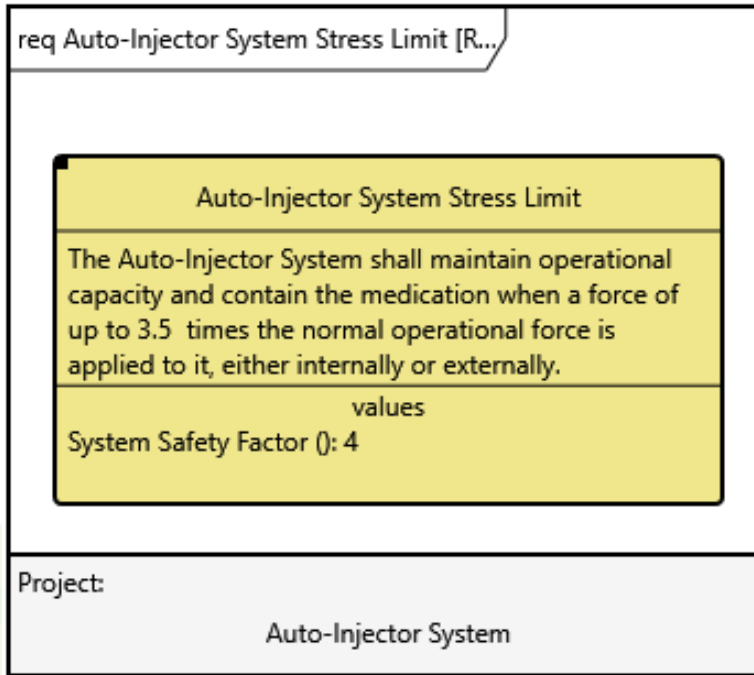 req Auto-Injector System Stress Limit [R...
Auto-Injector System Stress Limit
The Auto-Injector System shall maintain operational
capacity and contain the medication when a force of
up to 3.5  times the normal operational force is
applied to it, either internally or externally.
values
System Safety Factor (): 4
Project:
Auto-Injector System